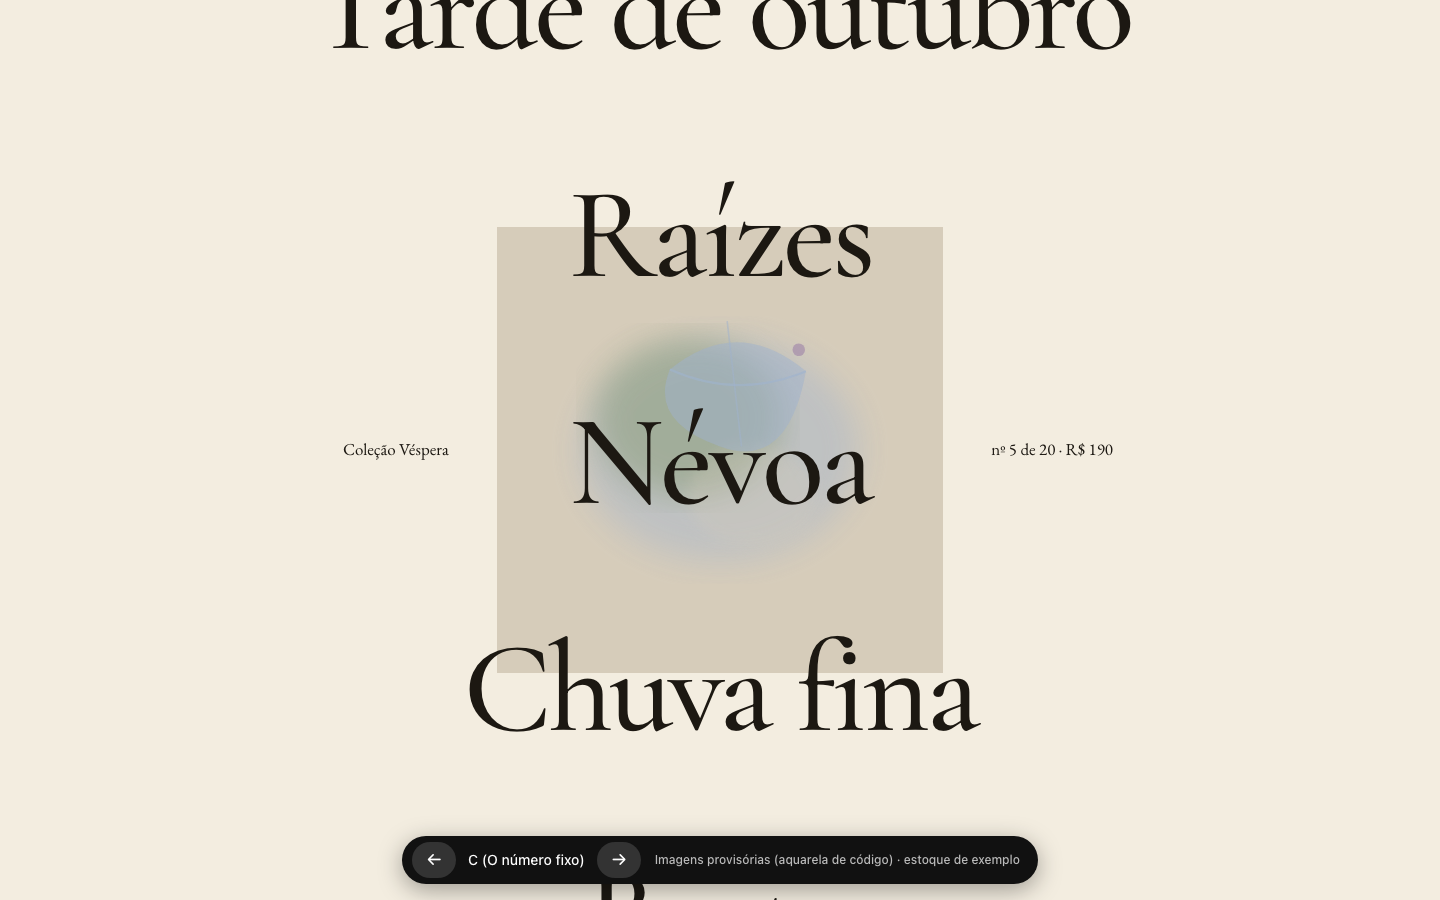 Tarde de outubro
Raízes
Coleção Véspera
Névoa
nº 5 de 20 · R$ 190
Chuva fina
C (O número fixo)
Imagens provisórias (aquarela de código) · estoque de exemplo